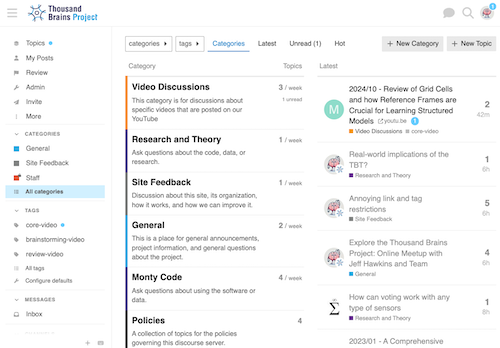 Thousand
Brains Project
1
Topics
My Posts
Review
Admin
Invite
More
CATEGORIES
General
Site Feedback
Staff
All categories
TAGS
core-video
brainstorming-video
review-video
All tags
Configure defaults
MESSAGES
Inbox
categories
tags
Categories
Latest
Unread (1)
Hot
+ New Category
+ New Topic
Category
Topics
Video Discussions
3 / week
This category is for discussions about
1 unread
specific videos that are posted on our
YouTube
Research and Theory
1 / week
Ask questions about the code, data, or
research.
Site Feedback
1 / week
Discussion about this site, its organization,
how it works, and how we can improve it.
General
2 / week
This is a place for general announcements,
project information, and general questions
about the project.
Monty Code
4 / week
Ask questions about using the software or
data.
Policies
4
A collection of topics for the policies
governing this discourse server.
Latest
M
2024/10 - Review of Grid Cells
and how Reference Frames are
Crucial for Learning Structured
Models youtu.be 1
Video Discussions core-video
2
42m
Real-world implications of the
TBT?
Research and Theory
1
6h
Annoying link and tag
restrictions
Site Feedback
5
6h
Explore the Thousand Brains
Project: Online Meetup with
Jeff Hawkins and Team
General
4
6h
How can voting work with any
type of sensors
Research and Theory
1
8h
2023/01 - A Comprehensive